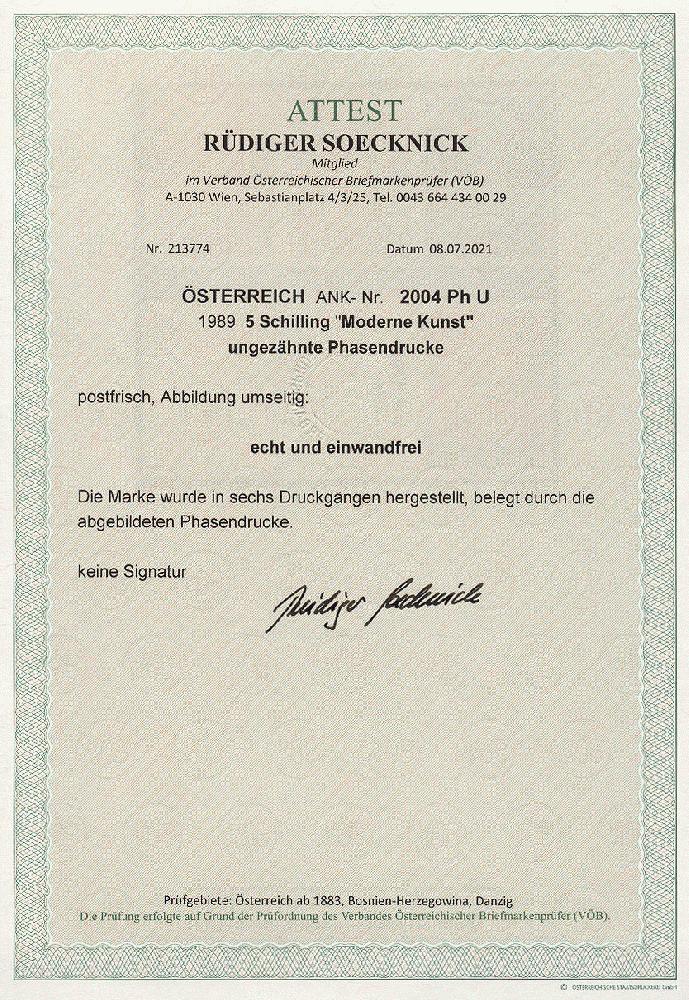 ATTEST
RÜDIGER SOECKNICK
Mitglied
im Verband Österreichischer Briefmarkenprüfer (VÖB)
A-1030 Wien, Sebastianplatz 4/3/25, Tel. 0043 664 434 00 29
Nr. 213774 Datum 08.07.2021
ÖSTERREICH ANK- Nr. 2004 Ph U
1989 5 Schilling "Moderne Kunst"
ungezähnte Phasendrucke
postfrisch, Abbildung umseitig:
echt und einwandfrei
Die Marke wurde in sechs Druckgängen hergestellt, belegt durch die
abgebildeten Phasendrucke.
keine Signatur
Rüdiger Soecknick
Prüfgebiete: Österreich ab 1883, Bosnien-Herzegowina, Danzig
Die Prüfung erfolgte auf Grund der Prüfordnung des Verbandes Österreichischer Briefmarkenprüfer (VÖB).
© ÖSTERREICHISCHE STAATSDRUCKEREI GmbH